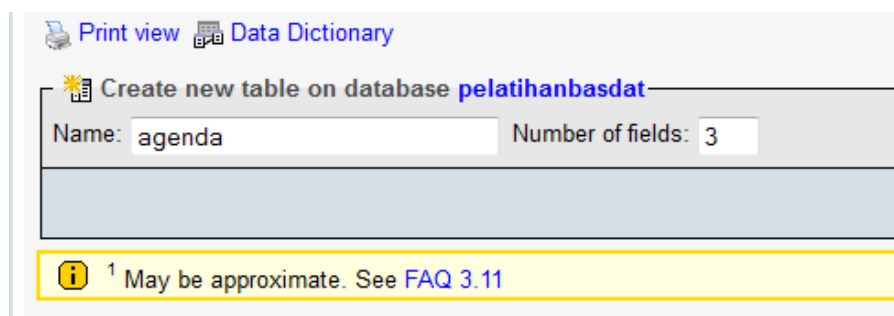 Print view Data Dictionary
Create new table on database pelatihanbasdat
Name: agenda Number of fields: 3
1 May be approximate. See FAQ 3.11